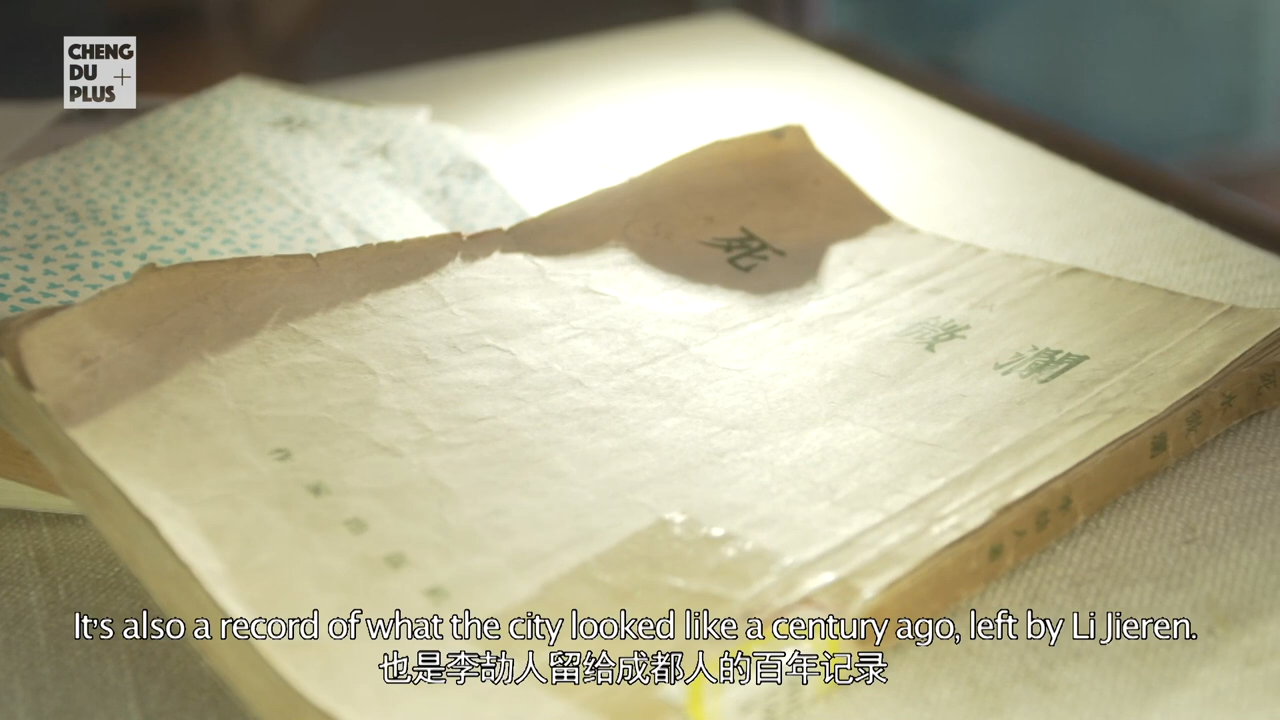 CHENG
DU
PLUS
死
微瀾
It's also a record of what the city looked like a century ago, left by Li Jieren.
也是李劼人留给成都人的百年记录